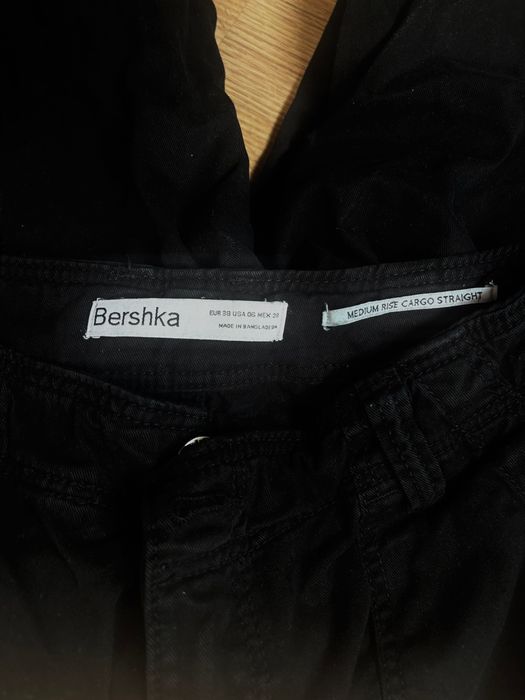 Bershka
EUR 38 USA 06 MEX 28
MADE IN BANGLADESH
MEDIUM RISE CARGO STRAIGHT